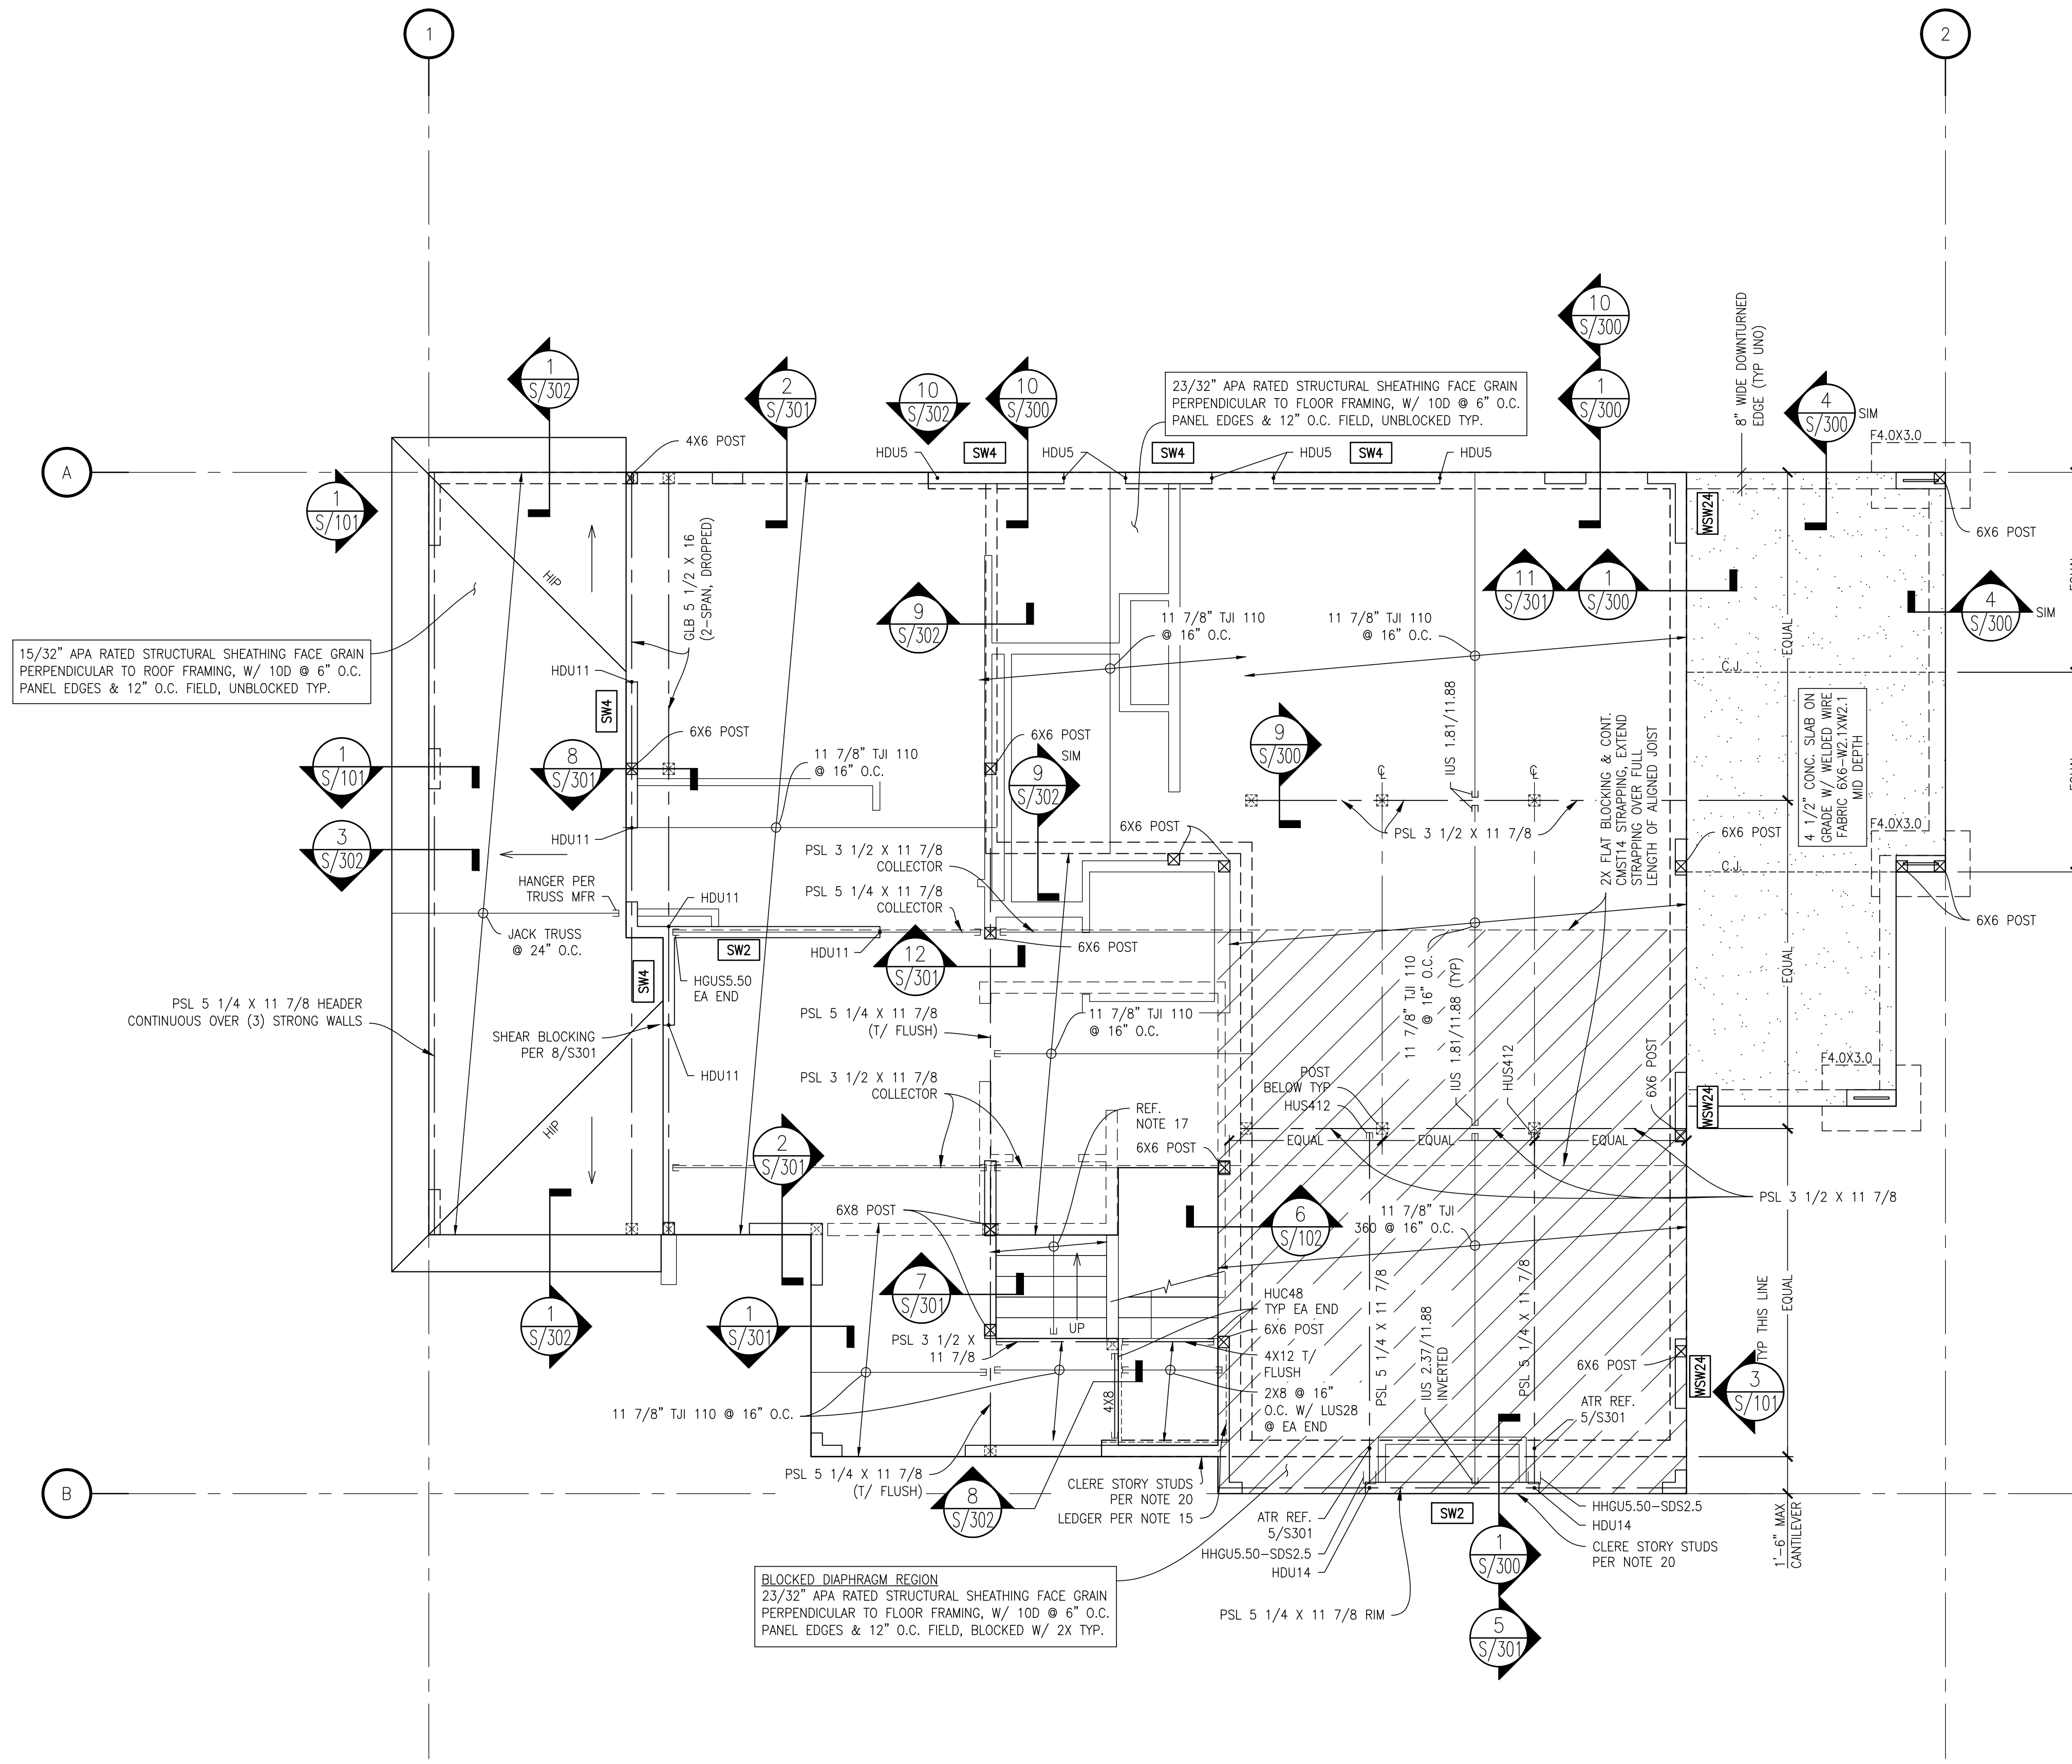 1
2
A
B
1
S/302
2
S/301
10
S/302
10
S/300
10
S/300
1
S/300
4
S/300
SIM
8" WIDE DOWNTURNED
EDGE (TYP UNO)
23/32" APA RATED STRUCTURAL SHEATHING FACE GRAIN
PERPENDICULAR TO FLOOR FRAMING, W/ 10D @ 6" O.C.
PANEL EDGES & 12" O.C. FIELD, UNBLOCKED TYP.
4X6 POST
HDU5
SW4
HDU5
HDU5
SW4
HDU5
SW4
HDU5
F4.0X3.0
WSW24
6X6 POST
1
S/101
HIP
GLB 5 1/2 X 16
(2-SPAN, DROPPED)
9
S/302
11
S/301
1
S/300
4
S/300
SIM
EQUAL
EQUAL
15/32" APA RATED STRUCTURAL SHEATHING FACE GRAIN
PERPENDICULAR TO ROOF FRAMING, W/ 10D @ 6" O.C.
PANEL EDGES & 12" O.C. FIELD, UNBLOCKED TYP.
11 7/8" TJI 110
@ 16" O.C.
11 7/8" TJI 110
@ 16" O.C.
C.J.
HDU11
SW4
6X6 POST
1
S/101
8
S/301
11 7/8" TJI 110
@ 16" O.C.
6X6 POST
SIM
9
S/302
9
S/300
IUS 1.81/11.88
2X FLAT BLOCKING & CONT.
CMST14 STRAPPING, EXTEND
STRAPPING OVER FULL
LENGTH OF ALIGNED JOIST
4 1/2" CONC. SLAB ON
GRADE W/ WELDED WIRE
FABRIC 6X6-W2.1XW2.1
MID DEPTH
EQUAL
℄
℄
F4.0X3.0
HDU11
3
S/302
PSL 3 1/2 X 11 7/8
COLLECTOR
6X6 POST
PSL 3 1/2 X 11 7/8
6X6 POST
C.J.
HANGER PER
TRUSS MFR
HDU11
PSL 5 1/4 X 11 7/8
COLLECTOR
JACK TRUSS
@ 24" O.C.
SW2
HDU11
12
S/301
6X6 POST
6X6 POST
EQUAL
SW4
HGUS5.50
EA END
PSL 5 1/4 X 11 7/8 HEADER
CONTINUOUS OVER (3) STRONG WALLS
PSL 5 1/4 X 11 7/8
(T/ FLUSH)
11 7/8" TJI 110
@ 16" O.C.
11 7/8" TJI 110
@ 16" O.C.
IUS 1.81/11.88 (TYP)
SHEAR BLOCKING
PER 8/S301
HDU11
PSL 3 1/2 X 11 7/8
COLLECTOR
REF.
NOTE 17
POST
BELOW TYP
HUS412
HUS412
6X6 POST
WSW24
F4.0X3.0
HIP
2
S/301
6X6 POST
EQUAL
EQUAL
EQUAL
PSL 3 1/2 X 11 7/8
6X8 POST
6
S/102
11 7/8" TJI
360 @ 16" O.C.
7
S/301
HUC48
TYP EA END
PSL 5 1/4 X 11 7/8
IUS 2.37/11.88
INVERTED
PSL 5 1/4 X 11 7/8
TYP THIS LINE
EQUAL
1
S/302
1
S/301
PSL 3 1/2 X
11 7/8
UP
6X6 POST
4X12 T/
FLUSH
6X6 POST
WSW24
3
S/101
4X8
2X8 @ 16"
O.C. W/ LUS28
@ EA END
11 7/8" TJI 110 @ 16" O.C.
ATR REF.
5/S301
PSL 5 1/4 X 11 7/8
(T/ FLUSH)
8
S/302
CLERE STORY STUDS
PER NOTE 20
LEDGER PER NOTE 15
ATR REF.
5/S301
HHGU5.50-SDS2.5
HDU14
SW2
1
S/300
HHGU5.50-SDS2.5
HDU14
CLERE STORY STUDS
PER NOTE 20
1'-6" MAX
CANTILEVER
BLOCKED DIAPHRAGM REGION
23/32" APA RATED STRUCTURAL SHEATHING FACE GRAIN
PERPENDICULAR TO FLOOR FRAMING, W/ 10D @ 6" O.C.
PANEL EDGES & 12" O.C. FIELD, BLOCKED W/ 2X TYP.
PSL 5 1/4 X 11 7/8 RIM
5
S/301